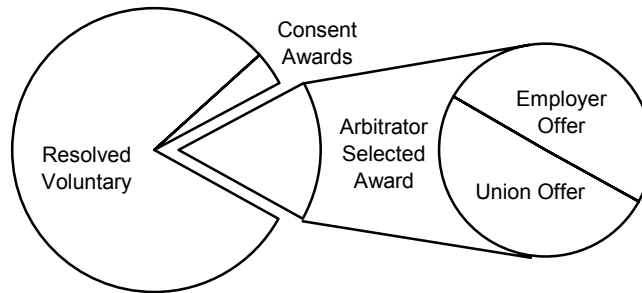 Consent
Awards
Resolved
Voluntary
Arbitrator
Selected
Award
Employer
Offer
Union Offer